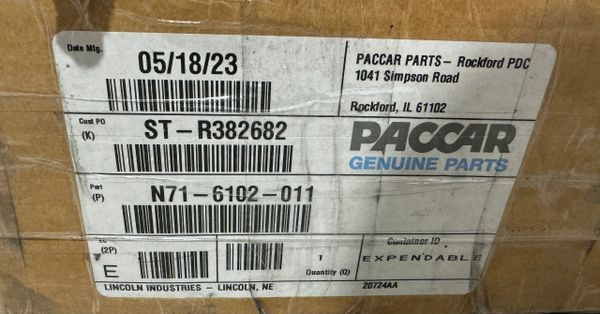 Date Mfg.
05/18/23
PACCAR PARTS- Rockford PDC
1041 Simpson Road
Rockford, IL 61102
Cust PO
(K)
ST-R382682
PACCAR
GENUINE PARTS
Part
(P)
N71-6102-011
EC
(2P)
E
1
Quantity (Q)
Container ID
EXPENDABLE
LINCOLN INDUSTRIES - LINCOLN, NE
20724AA